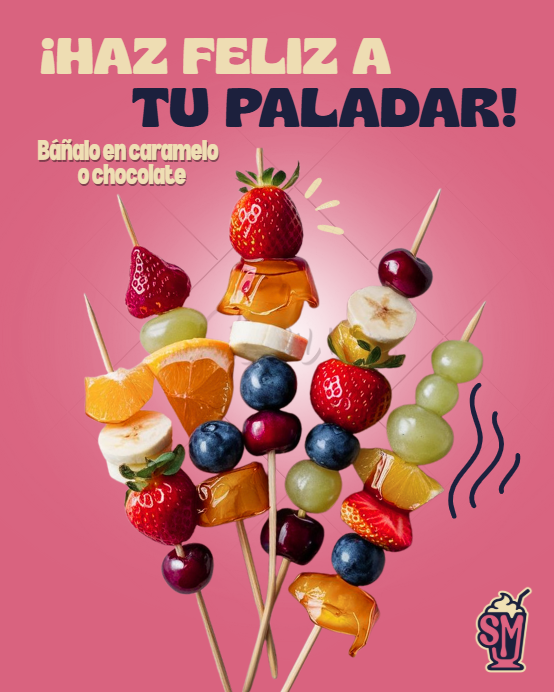 ¡HAZ FELIZ A
TU PALADAR!
Báñalo en caramelo
o chocolate
SM